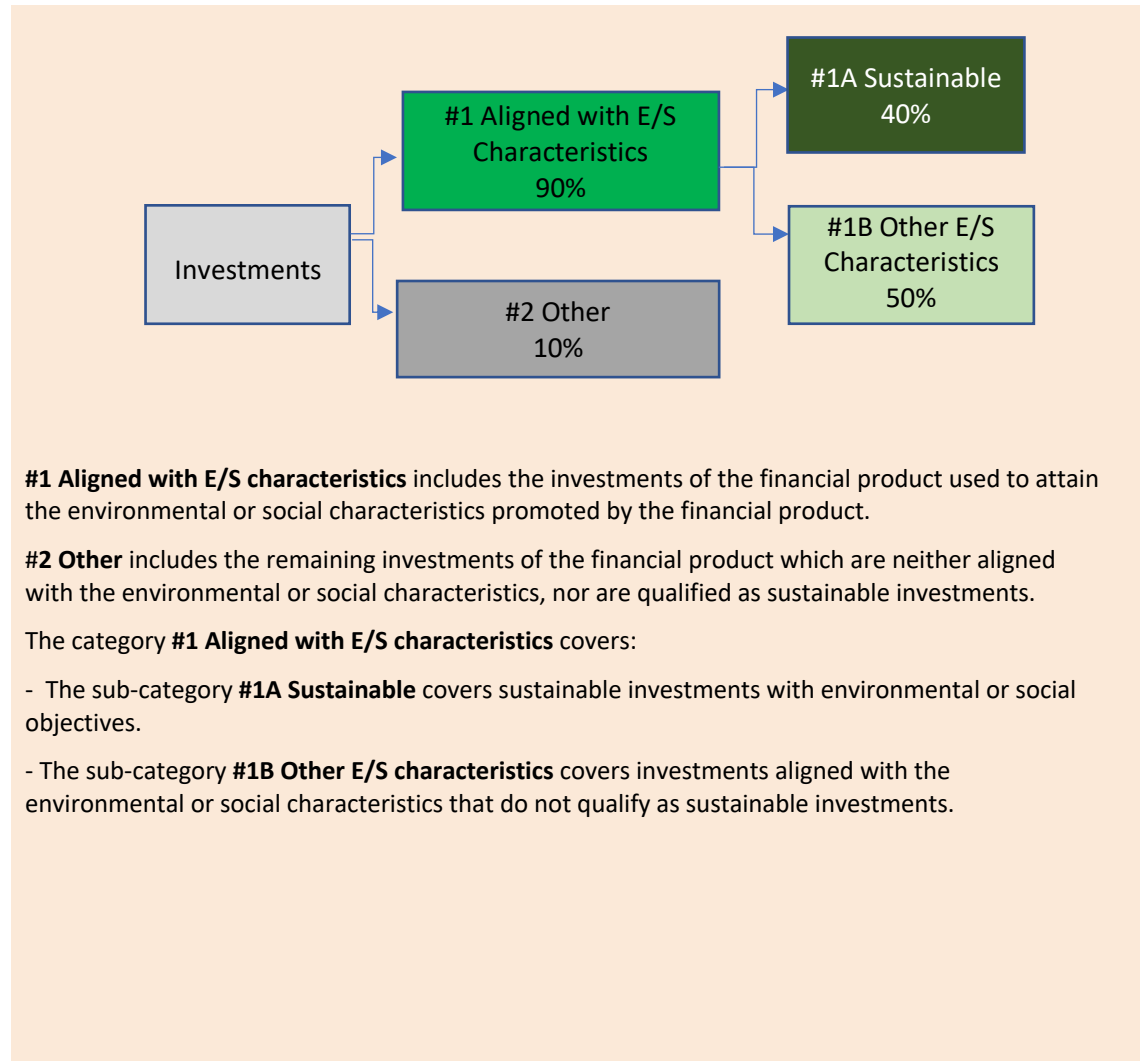 #1A Sustainable
40%
#1 Aligned with E/S
Characteristics
90%
#1B Other E/S
Characteristics
50%
Investments
#2 Other
10%
#1 Aligned with E/S characteristics includes the investments of the financial product used to attain
the environmental or social characteristics promoted by the financial product.
#2 Other includes the remaining investments of the financial product which are neither aligned
with the environmental or social characteristics, nor are qualified as sustainable investments.
The category #1 Aligned with E/S characteristics covers:
- The sub-category #1A Sustainable covers sustainable investments with environmental or social
objectives.
- The sub-category #1B Other E/S characteristics covers investments aligned with the
environmental or social characteristics that do not qualify as sustainable investments.